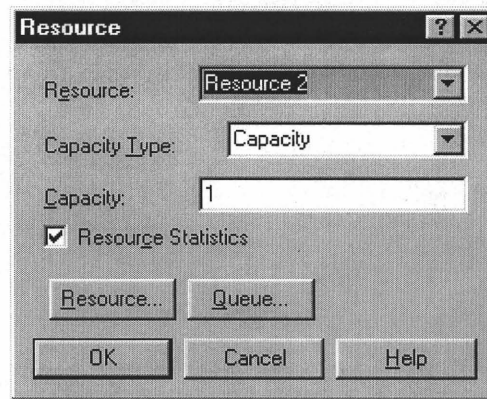 Resource
Resource: Resource 2
Capacity Type: Capacity
Capacity: 1
Resource Statistics
Resource... Queue...
OK Cancel Help